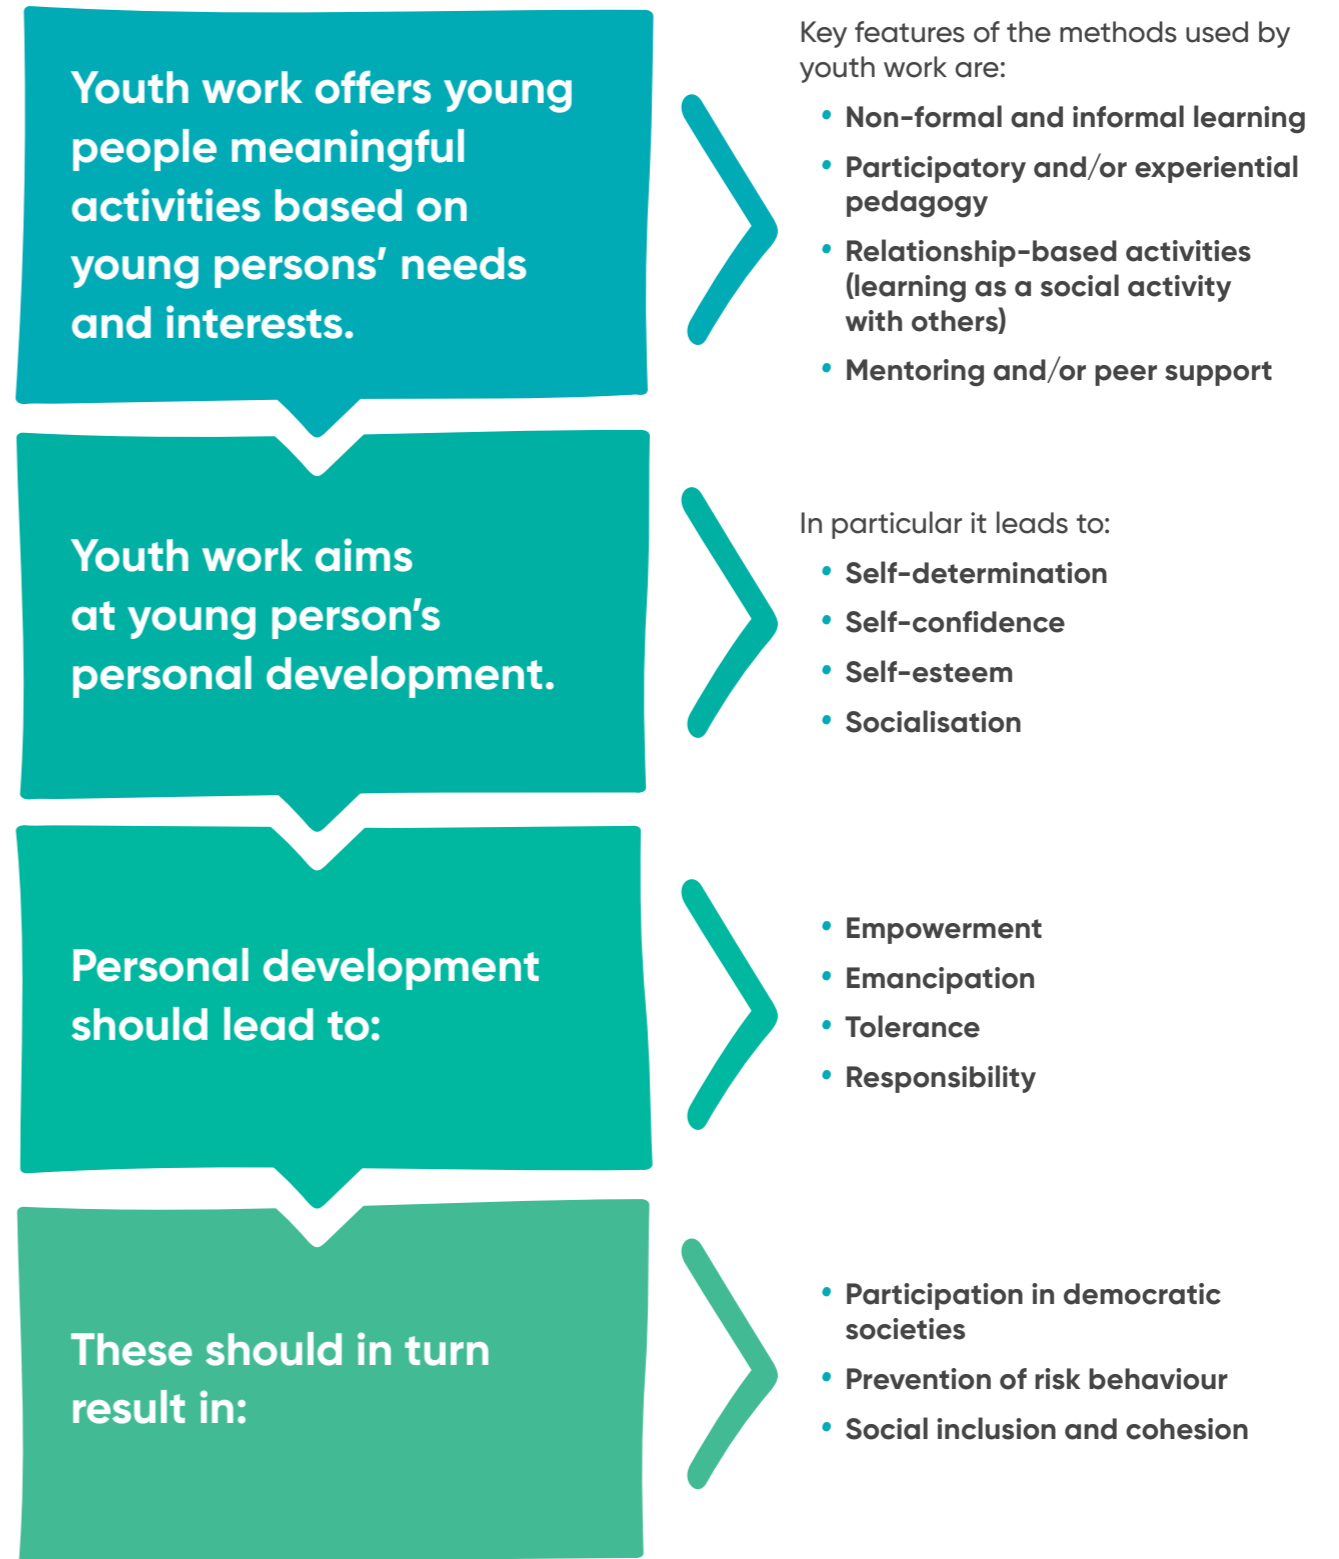 Youth work offers young
people meaningful
activities based on
young persons’ needs
and interests.
Key features of the methods used by
youth work are:
• Non-formal and informal learning
• Participatory and/or experiential
pedagogy
• Relationship-based activities
(learning as a social activity
with others)
• Mentoring and/or peer support
Youth work aims
at young person’s
personal development.
In particular it leads to:
• Self-determination
• Self-confidence
• Self-esteem
• Socialisation
Personal development
should lead to:
• Empowerment
• Emancipation
• Tolerance
• Responsibility
These should in turn
result in:
• Participation in democratic
societies
• Prevention of risk behaviour
• Social inclusion and cohesion